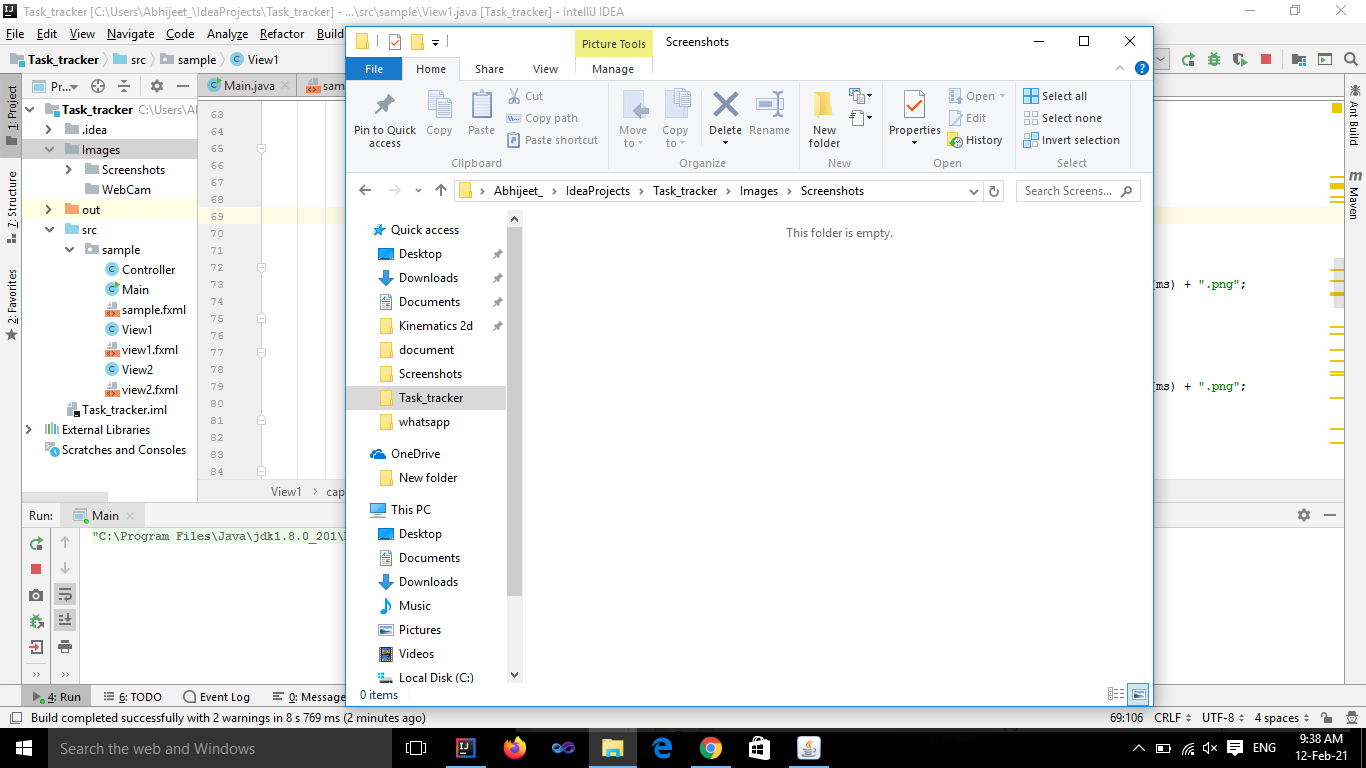 Task_tracker [C:\Users\Abhijeet_\IdeaProjects\Task_tracker] - ...\src\sample\View1.java [Task_tracker] - IntelliJ IDEA
File Edit View Navigate Code Analyze Refactor Build
Task_tracker src sample View1
Picture Tools Screenshots
File Home Share View Manage
Pin to Quick access
Copy
Paste
Cut
Copy path
Paste shortcut
Clipboard
Move to
Copy to
Delete
Rename
Organize
New folder
New
Properties
Open
Edit
History
Open
Select all
Select none
Invert selection
Select
Abhijeet_ IdeaProjects Task_tracker Images Screenshots
Search Screens...
This folder is empty.
Quick access
Desktop
Downloads
Documents
Kinematics 2d
document
Screenshots
Task_tracker
whatsapp
OneDrive
New folder
This PC
Desktop
Documents
Downloads
Music
Pictures
Videos
Local Disk (C:)
0 items
1: Project
7: Structure
2: Favorites
Pr...
Task_tracker C:\Users\Al
.idea
Images
Screenshots
WebCam
out
src
sample
Controller
Main
sample.fxml
View1
view1.fxml
View2
view2.fxml
Task_tracker.iml
External Libraries
Scratches and Consoles
Main.java sam
63
64
65
66
67
68
69
70
71
72
73
74
75
76
77
78
79
80
81
82
83
84
ms) + ".png";
ms) + ".png";
View1 cap
Ant Build
Maven
Run: Main
"C:\Program Files\Java\jdk1.8.0_201\
4: Run 6: TODO Event Log 0: Message
Build completed successfully with 2 warnings in 8 s 769 ms (2 minutes ago)
69:106 CRLF UTF-8 4 spaces
Search the web and Windows
ENG
9:38 AM
12-Feb-21